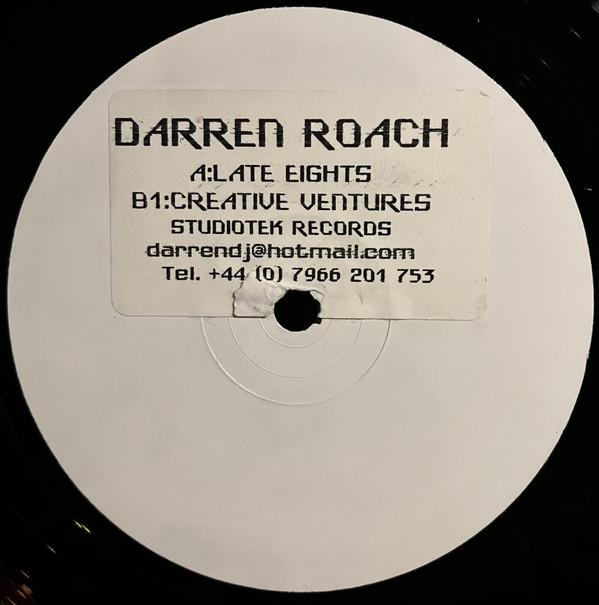 DARREN ROACH
A:LATE EIGHTS
B1:CREATIVE VENTURES
STUDIOTEK RECORDS
darrendj@hotmail.com
Tel. +44 (0) 7966 201 753